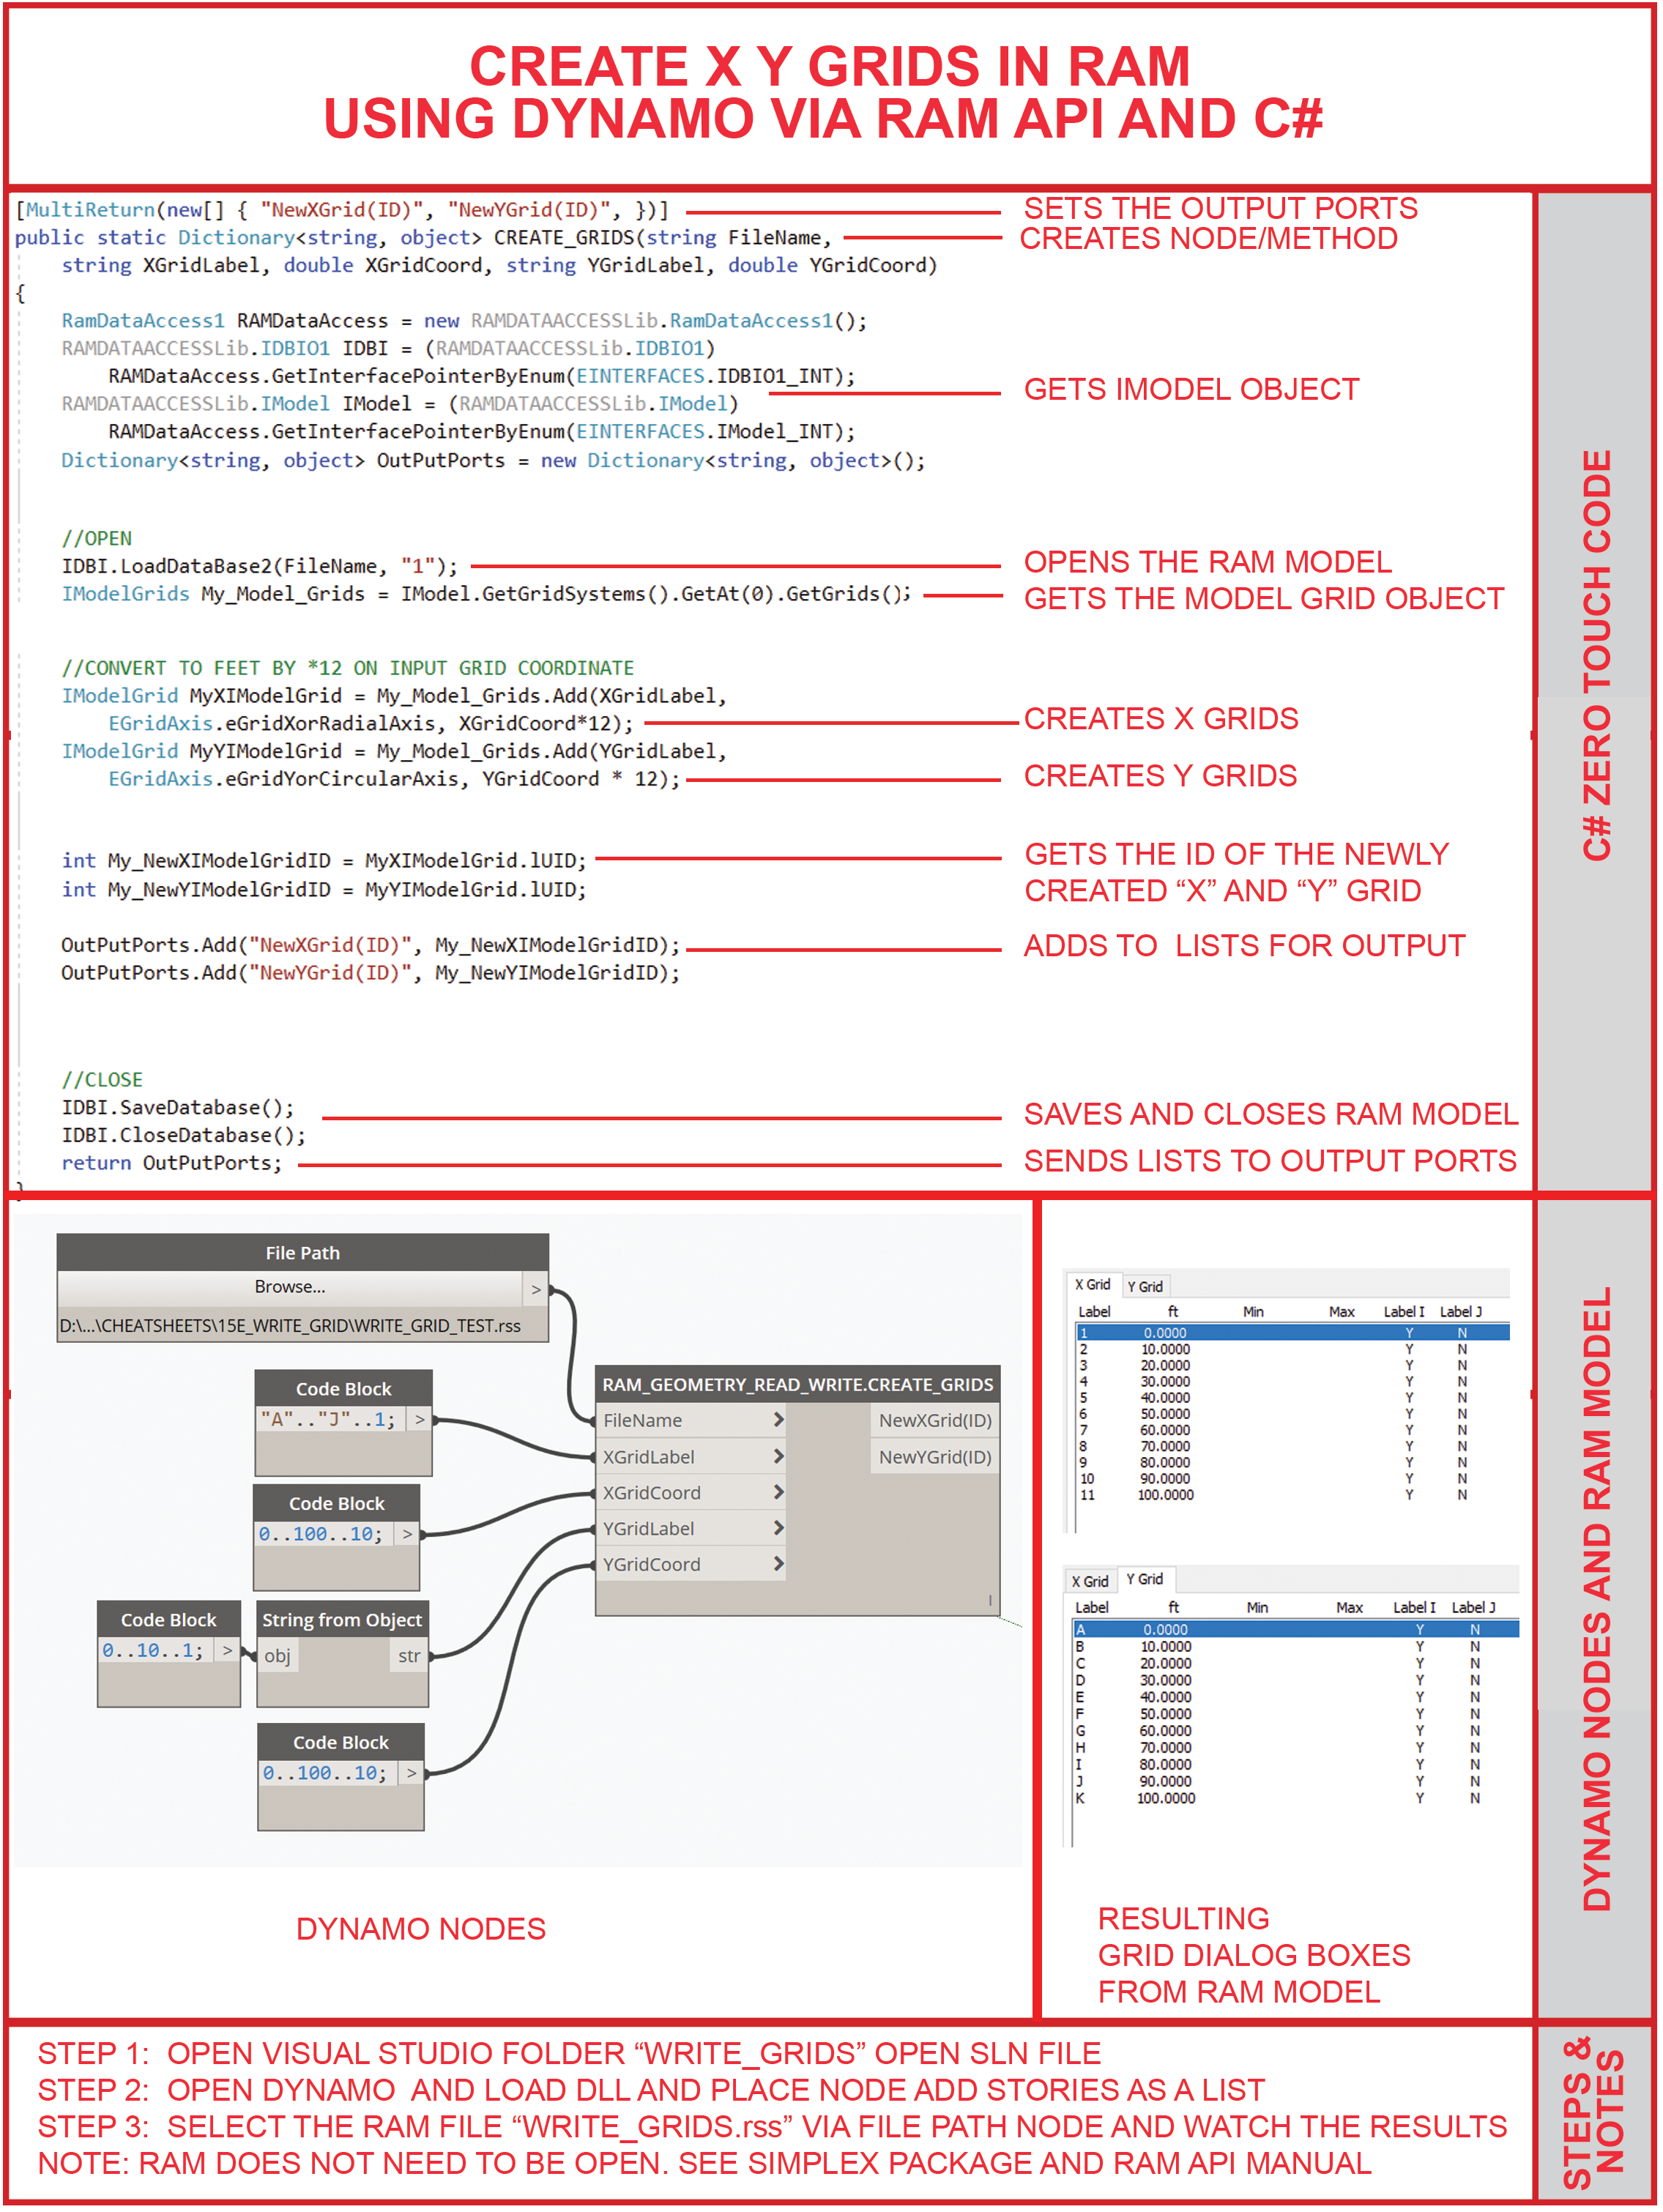 CREATE X Y GRIDS IN RAM
USING DYNAMO VIA RAM API AND C#
[MultiReturn(new[] { "NewXGrid(ID)", "NewYGrid(ID)", })]
SETS THE OUTPUT PORTS
public static Dictionary<string, object> CREATE_GRIDS(string FileName,
CREATES NODE/METHOD
string XGridLabel, double XGridCoord, string YGridLabel, double YGridCoord)
{
RamDataAccess1 RAMDataAccess = new RAMDATAACCESSLib.RamDataAccess1();
RAMDATAACCESSLib.IDBIO1 IDBI = (RAMDATAACCESSLib.IDBIO1)
RAMDataAccess.GetInterfacePointerByEnum(EINTERFACES.IDBIO1_INT);
GETS IMODEL OBJECT
RAMDATAACCESSLib.IModel IModel = (RAMDATAACCESSLib.IModel)
RAMDataAccess.GetInterfacePointerByEnum(EINTERFACES.IModel_INT);
Dictionary<string, object> OutPutPorts = new Dictionary<string, object>();
//OPEN
IDBI.LoadDataBase2(FileName, "1");
OPENS THE RAM MODEL
IModelGrids My_Model_Grids = IModel.GetGridSystems().GetAt(0).GetGrids();
GETS THE MODEL GRID OBJECT
//CONVERT TO FEET BY *12 ON INPUT GRID COORDINATE
IModelGrid MyXIModelGrid = My_Model_Grids.Add(XGridLabel,
EGridAxis.eGridXorRadialAxis, XGridCoord*12);
CREATES X GRIDS
IModelGrid MyYIModelGrid = My_Model_Grids.Add(YGridLabel,
EGridAxis.eGridYorCircularAxis, YGridCoord * 12);
CREATES Y GRIDS
int My_NewXIModelGridID = MyXIModelGrid.lUID;
GETS THE ID OF THE NEWLY
int My_NewYIModelGridID = MyYIModelGrid.lUID;
CREATED “X” AND “Y” GRID
OutPutPorts.Add("NewXGrid(ID)", My_NewXIModelGridID);
ADDS TO  LISTS FOR OUTPUT
OutPutPorts.Add("NewYGrid(ID)", My_NewYIModelGridID);
//CLOSE
IDBI.SaveDatabase();
SAVES AND CLOSES RAM MODEL
IDBI.CloseDatabase();
return OutPutPorts;
SENDS LISTS TO OUTPUT PORTS
}
C# ZERO TOUCH CODE
File Path
Browse... >
D:\...\CHEATSHEETS\15E_WRITE_GRID\WRITE_GRID_TEST.rss
Code Block
"A".."J"..1; >
Code Block
0..100..10; >
Code Block
0..10..1; >
String from Object
obj str
Code Block
0..100..10; >
RAM_GEOMETRY_READ_WRITE.CREATE_GRIDS
FileName > NewXGrid(ID)
XGridLabel > NewYGrid(ID)
XGridCoord >
YGridLabel >
YGridCoord >
l
DYNAMO NODES
X Grid Y Grid
Label ft Min Max Label I Label J
1 0.0000 Y N
2 10.0000 Y N
3 20.0000 Y N
4 30.0000 Y N
5 40.0000 Y N
6 50.0000 Y N
7 60.0000 Y N
8 70.0000 Y N
9 80.0000 Y N
10 90.0000 Y N
11 100.0000 Y N
X Grid Y Grid
Label ft Min Max Label I Label J
A 0.0000 Y N
B 10.0000 Y N
C 20.0000 Y N
D 30.0000 Y N
E 40.0000 Y N
F 50.0000 Y N
G 60.0000 Y N
H 70.0000 Y N
I 80.0000 Y N
J 90.0000 Y N
K 100.0000 Y N
RESULTING
GRID DIALOG BOXES
FROM RAM MODEL
DYNAMO NODES AND RAM MODEL
STEP 1:  OPEN VISUAL STUDIO FOLDER “WRITE_GRIDS” OPEN SLN FILE
STEP 2:  OPEN DYNAMO  AND LOAD DLL AND PLACE NODE ADD STORIES AS A LIST
STEP 3:  SELECT THE RAM FILE “WRITE_GRIDS.rss” VIA FILE PATH NODE AND WATCH THE RESULTS
NOTE: RAM DOES NOT NEED TO BE OPEN. SEE SIMPLEX PACKAGE AND RAM API MANUAL
STEPS &
NOTES